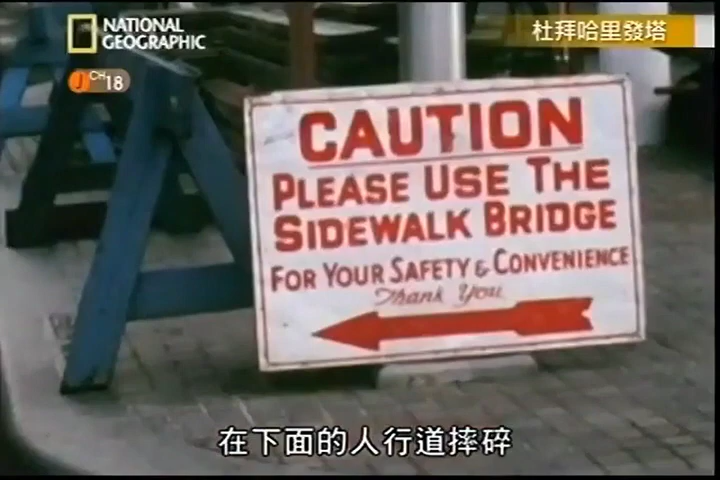 NATIONAL
GEOGRAPHIC
杜拜哈里發塔
CH 18
CAUTION
PLEASE USE THE
SIDEWALK BRIDGE
FOR YOUR SAFETY & CONVENIENCE
Thank You
在下面的人行道摔碎